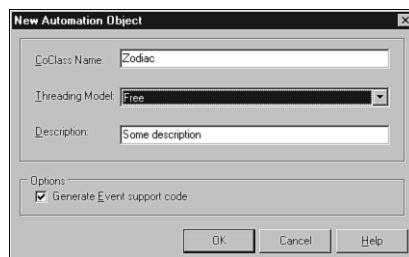 New Automation Object
CoClass Name: Zodiac
Threading Model: Free
Description: Some description
Options
Generate Event support code
OK Cancel Help